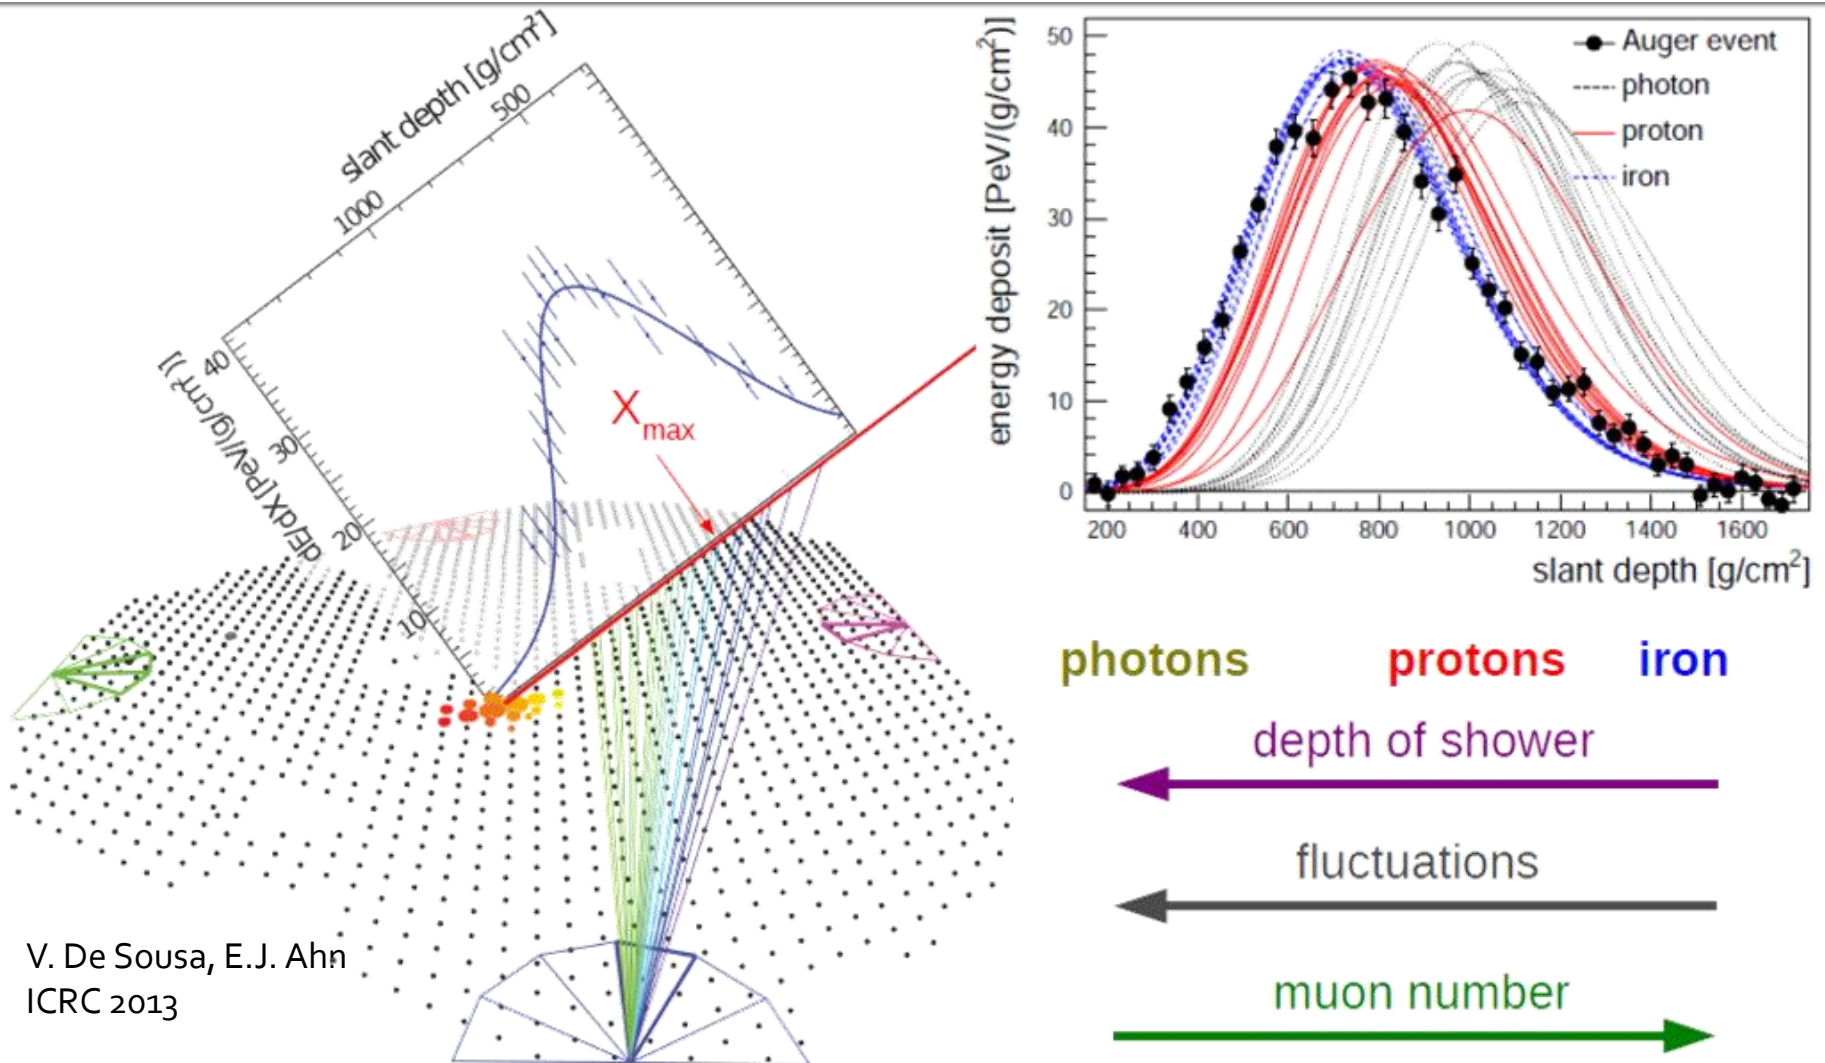 slant depth [g/cm²]
500
1000
40
30
20
10
dE/dX [PeV/(g/cm²)]
X
max
V. De Sousa, E.J. Ahn
ICRC 2013
energy deposit [PeV/(g/cm²)]
50
40
30
20
10
0
Auger event
photon
proton
iron
200 400 600 800 1000 1200 1400 1600
slant depth [g/cm²]
photons protons iron
depth of shower
fluctuations
muon number